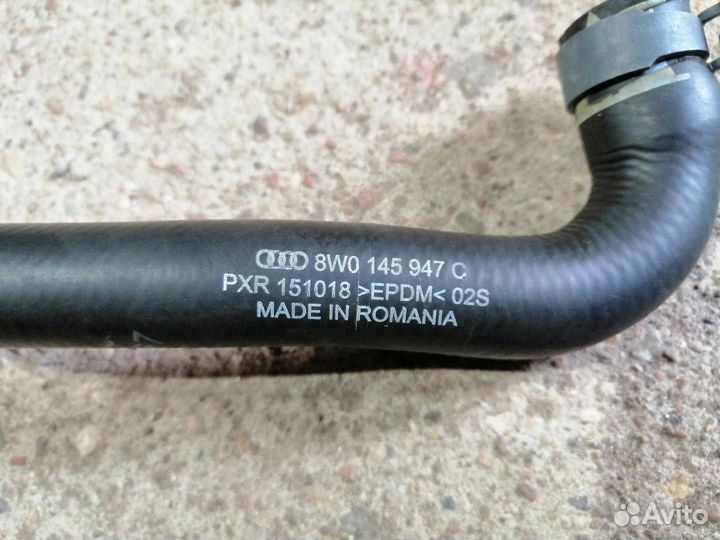 8W0 145 947 C
PXR 151018 >EPDM< 02S
MADE IN ROMANIA
Avito